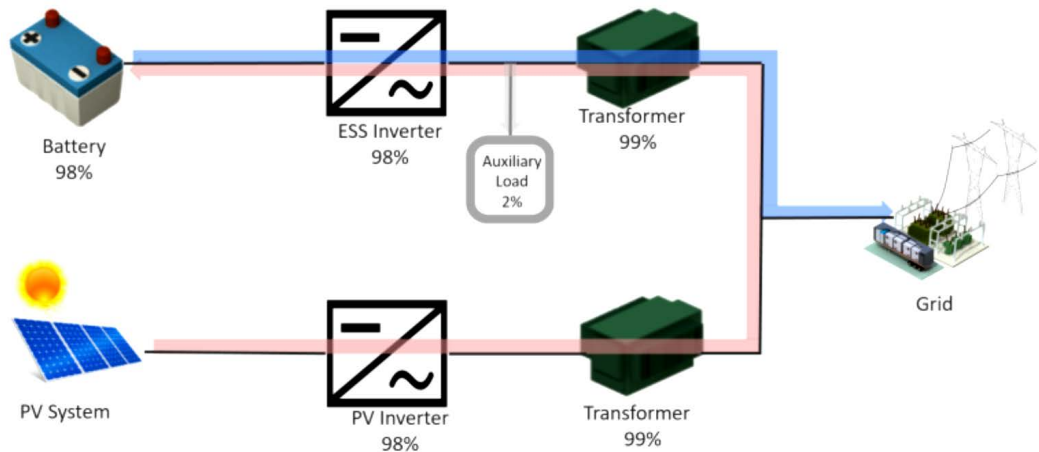 Battery
98%
ESS Inverter
98%
Auxiliary
Load
2%
Transformer
99%
Grid
PV System
PV Inverter
98%
Transformer
99%